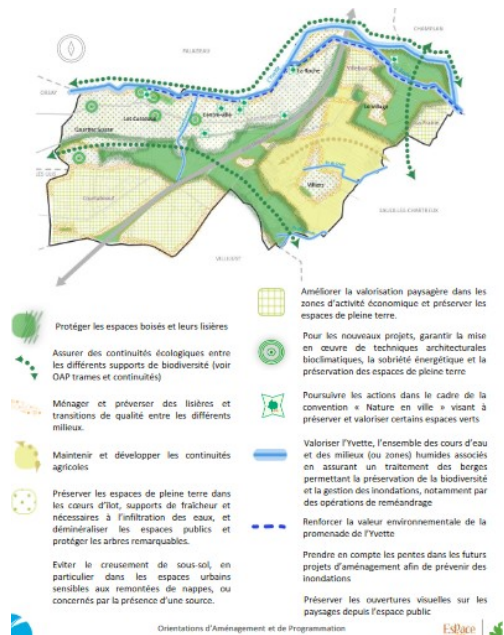 CHAMPLAN
PALAISEAU
ORSAY
La Roche
Villebois
Le Village
Les Casseaux
Centre-ville
Courtaboeuf
Villiers
SAULX-LES-CHARTREUX
LES ULIS
VILLEJUST
Protéger les espaces boisés et leurs lisières
Assurer des continuités écologiques entre
les différents supports de biodiversité (voir
OAP trames et continuités)
Ménager et préserver des lisières et
transitions de qualité entre les différents
milieux.
Maintenir et développer les continuités
agricoles
Préserver les espaces de pleine terre dans
les cœurs d'îlot, supports de fraîcheur et
nécessaires à l'infiltration des eaux, et
déminéraliser les espaces publics et
protéger les arbres remarquables.
Eviter le creusement de sous-sol, en
particulier dans les espaces urbains
sensibles aux remontées de nappes, ou
concernés par la présence d'une source.
Améliorer la valorisation paysagère dans les
zones d'activité économique et préserver les
espaces de pleine terre.
Pour les nouveaux projets, garantir la mise
en œuvre de techniques architecturales
bioclimatiques, la sobriété énergétique et la
préservation des espaces de pleine terre
Poursuivre les actions dans le cadre de la
convention « Nature en ville » visant à
préserver et valoriser certains espaces verts
Valoriser l'Yvette, l'ensemble des cours d'eau
et des milieux (ou zones) humides associés
en assurant un traitement des berges
permettant la préservation de la biodiversité
et la gestion des inondations, notamment par
des opérations de reméandrage
Renforcer la valeur environnementale de la
promenade de l'Yvette
Prendre en compte les pentes dans les futurs
projets d'aménagement afin de prévenir des
inondations
Préserver les ouvertures visuelles sur les
paysages depuis l'espace public
Orientations d'Aménagement et de Programmation
EsPace